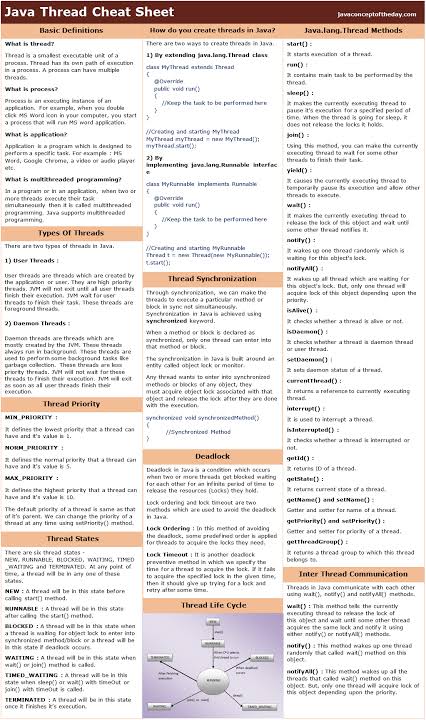 Java Thread Cheat Sheet
javaconceptoftheday.com
Basic Definitions
What is thread?
Thread is a smallest executable unit of a
process. Thread has its own path of
execution in a process. A process can have
multiple threads.
What is process?
Process is an executing instance of an
application. For example, when you double
click MS Word icon in your computer, you start
a process that will run MS word application.
What is application?
Application is a program which is designed to
perform a specific task. For example : MS
Word, Google Chrome, a video or audio player
etc.
What is multithreaded programming?
In a program or in an application, when two or
more threads execute their task
simultaneously then it is called multithreaded
programming. Java supports multithreaded
programming.
Types Of Threads
There are two types of threads in Java.
1) User Threads :
User threads are threads which are created by
the application or user. They are high priority
threads. JVM will not exit until all user threads
finish their execution. JVM wait for user
threads to finish their task. These threads are
foreground threads.
2) Daemon Threads :
Daemon threads are threads which are
mostly created by the JVM. These threads
always run in background. These threads are
used to perform some background tasks like
garbage collection. These threads are less
priority threads. JVM will not wait for these
threads to finish their execution. JVM will exit
as soon as all user threads finish their
execution.
Thread Priority
MIN_PRIORITY :
It defines the lowest priority that a thread can
have and it's value is 1.
NORM_PRIORITY :
It defines the normal priority that a thread can
have and it's value is 5.
MAX_PRIORITY :
It defines the highest priority that a thread can
have and it's value is 10.
The default priority of a thread is same as that
of it's parent. We can change the priority of a
thread at any time using setPriority() method.
Thread States
There are six thread states -
NEW, RUNNABLE, BLOCKED, WAITING, TIMED
_WAITING and TERMINATED. At any point of
time, a thread will be in any one of these
states.
NEW : A thread will be in this state before
calling start() method.
RUNNABLE : A thread will be in this state
after calling the start() method.
BLOCKED : A thread will be in this state when
a thread is waiting for object lock to enter into
synchronized method/block or a thread will be
in this state if deadlock occurs.
WAITING : A thread will be in this state when
wait() or join() method is called.
TIMED_WAITING : A thread will be in this
state when sleep() or wait() with timeOut or
join() with timeOut is called.
TERMINATED : A thread will be in this state
once it finishes it's execution.
How do you create threads in Java?
There are two ways to create threads in Java.
1) By extending java.lang.Thread class
class MyThread extends Thread
{
@Override
public void run()
{
//Keep the task to be performed here
}
}
//Creating and starting MyThread
MyThread myThread = new MyThread();
myThread.start();
2) By
implementing java.lang.Runnable interfac
e
class MyRunnable implements Runnable
{
@Override
public void run()
{
//Keep the task to be performed here
}
}
//Creating and starting MyRunnable
Thread t = new Thread(new MyRunnable());
t.start();
Thread Synchronization
Through synchronization, we can make the
threads to execute a particular method or
block in sync not simultaneously.
Synchronization in Java is achieved using
synchronized keyword.
When a method or block is declared as
synchronized, only one thread can enter into
that method or block.
The synchronization in Java is built around an
entity called object lock or monitor.
Any thread wants to enter into synchronized
methods or blocks of any object, they
must acquire object lock associated with that
object and release the lock after they are done
with the execution.
synchronized void synchronizedMethod()
{
//Synchronized Method
}
Deadlock
Deadlock in Java is a condition which occurs
when two or more threads get blocked waiting
for each other for an infinite period of time to
release the resources (Locks) they hold.
Lock ordering and lock timeout are two
methods which are used to avoid the deadlock
in Java.
Lock Ordering : In this method of avoiding
the deadlock, some predefined order is applied
for threads to acquire the locks they need.
Lock Timeout : It is another deadlock
preventive method in which we specify the
time for a thread to acquire the lock. If it fails
to acquire the specified lock in the given time,
then it should give up trying for a lock and
retry after some time.
Thread Life Cycle
NEW
WAITING
RUNNABLE
TERMINATED
BLOCKED
Java.lang.Thread Methods
start() :
It starts execution of a thread.
run() :
It contains main task to be performed by
the thread.
sleep() :
It makes the currently executing thread to
pause it's execution for a specified period of
time. When the thread is going for sleep, it
does not release the locks it holds.
join() :
Using this method, you can make the currently
executing thread to wait for some other
threads to finish their task.
yield() :
It causes the currently executing thread to
temporarily pause its execution and allow other
threads to execute.
wait() :
It makes the currently executing thread to
release the lock of this object and wait until
some other thread notifies it.
notify() :
It wakes up one thread randomly which is
waiting for this object's lock.
notifyAll() :
It wakes up all threads which are waiting for
this object's lock. But, only one thread will
acquire lock of this object depending upon the
priority.
isAlive() :
It checks whether a thread is alive or not.
isDaemon() :
It checks whether a thread is daemon thread
or user thread.
setDaemon() :
It sets daemon status of a thread.
currentThread() :
It returns a reference to currently executing
thread.
interrupt() :
It is used to interrupt a thread.
isInterrupted() :
It checks whether a thread is interrupted or
not.
getId() :
It returns ID of a thread.
getState() :
It returns current state of a thread.
getName() and setName() :
Getter and setter for name of a thread.
getPriority() and setPriority() :
Getter and setter for priority of a thread.
getThreadGroup() :
It returns a thread group to which this thread
belongs to.
Inter Thread Communication
Threads in Java communicate with each other
using wait(), notify() and notifyAll() methods.
wait() : This method tells the currently
executing thread to release the lock of
this object and wait until some other thread
acquires the same lock and notify it using
either notify() or notifyAll() methods.
notify() : This method wakes up one thread
randomly that called wait() method on this
object.
notifyAll() : This method wakes up all the
threads that called wait() method on this
object. But, only one thread will acquire lock of
this object depending upon the priority.